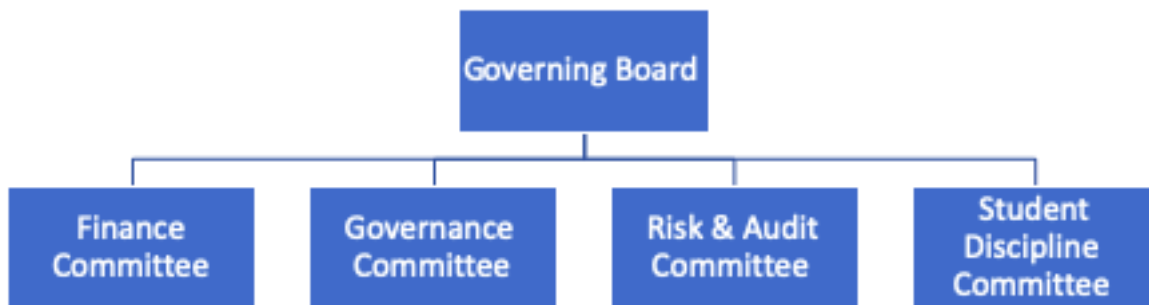 Governing Board
Finance
Committee
Governance
Committee
Risk & Audit
Committee
Student
Discipline
Committee